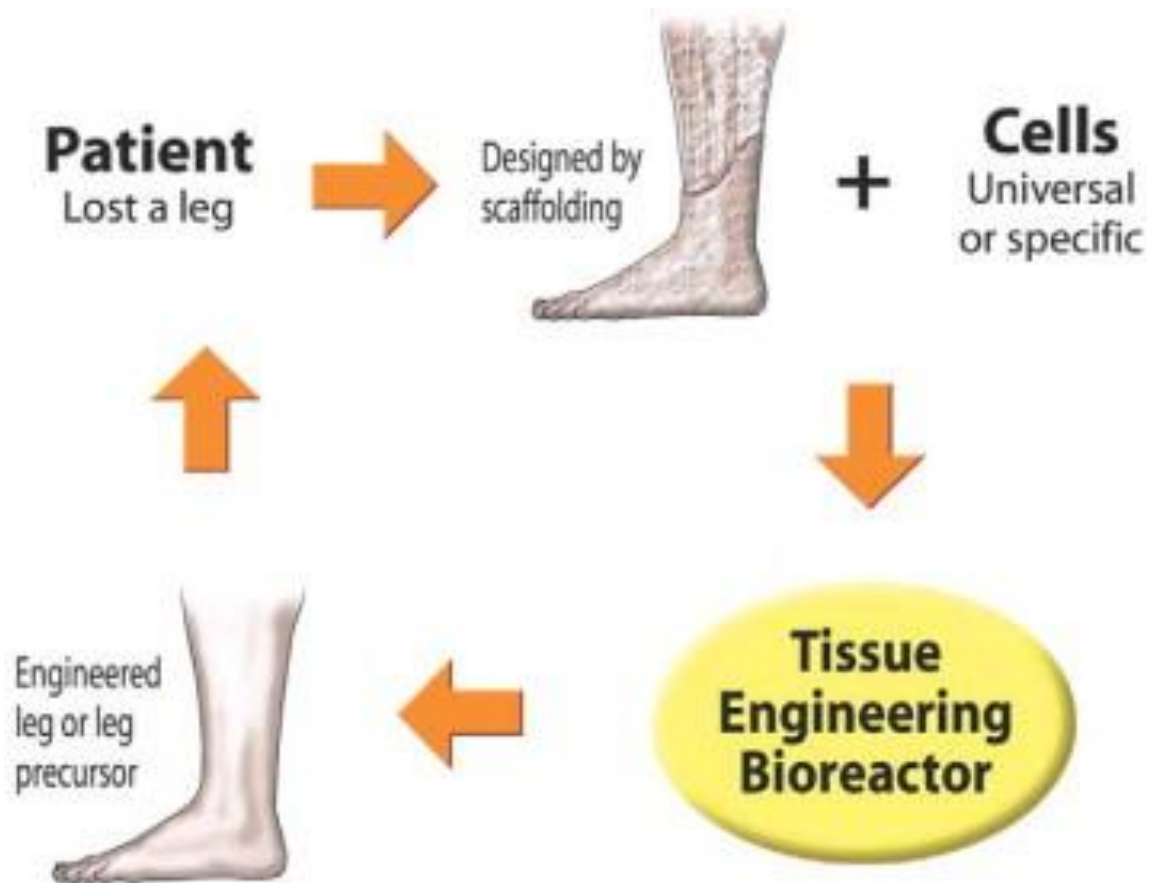 Patient
Lost a leg
Designed by
scaffolding
+
Cells
Universal
or specific
Tissue
Engineering
Bioreactor
Engineered
leg or leg
precursor